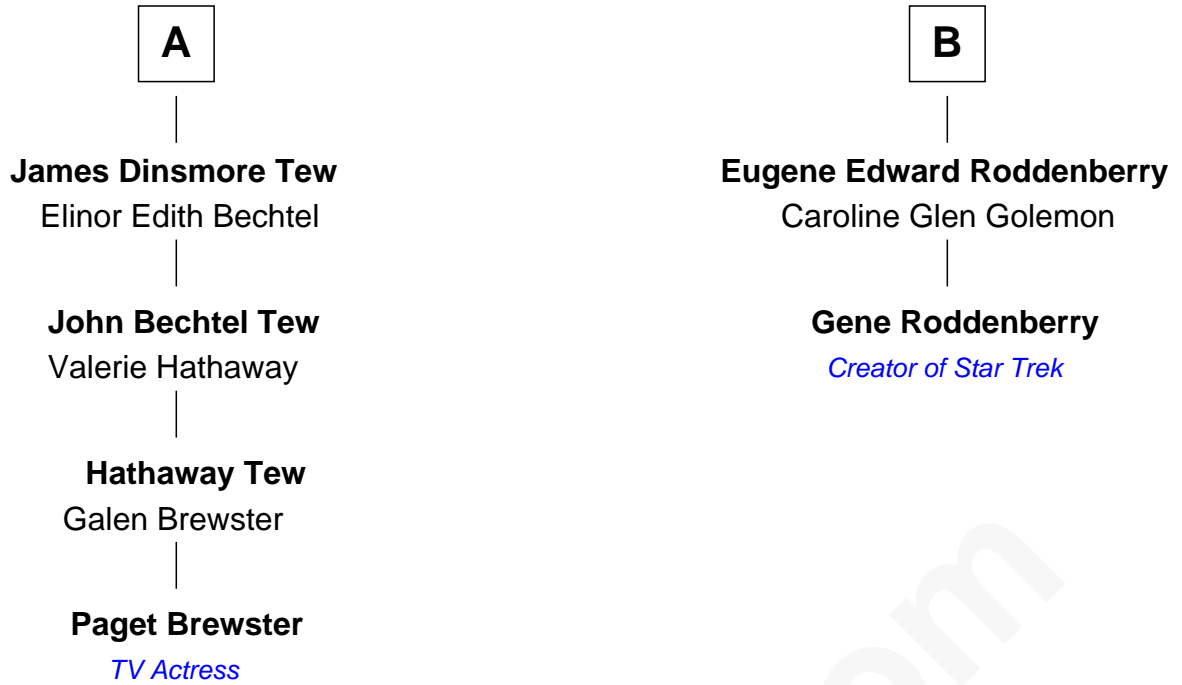 A
James Dinsmore Tew
Elinor Edith Bechtel
John Bechtel Tew
Valerie Hathaway
Hathaway Tew
Galen Brewster
Paget Brewster
TV Actress
B
Eugene Edward Roddenberry
Caroline Glen Golemon
Gene Roddenberry
Creator of Star Trek
om